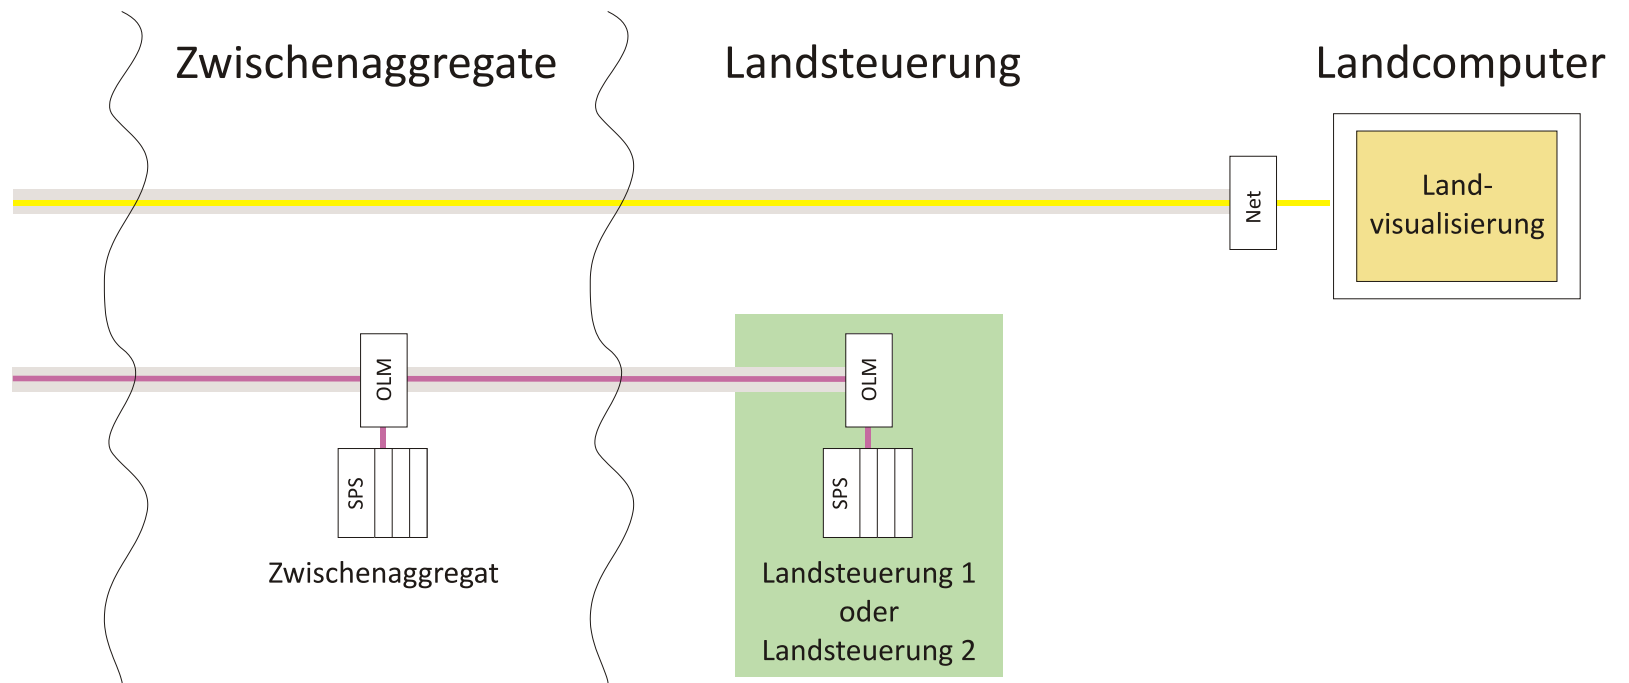 Zwischenaggregate
Landsteuerung
Landcomputer
Net
Land-
visualisierung
OLM
OLM
SPS
SPS
Zwischenaggregat
Landsteuerung 1
oder
Landsteuerung 2